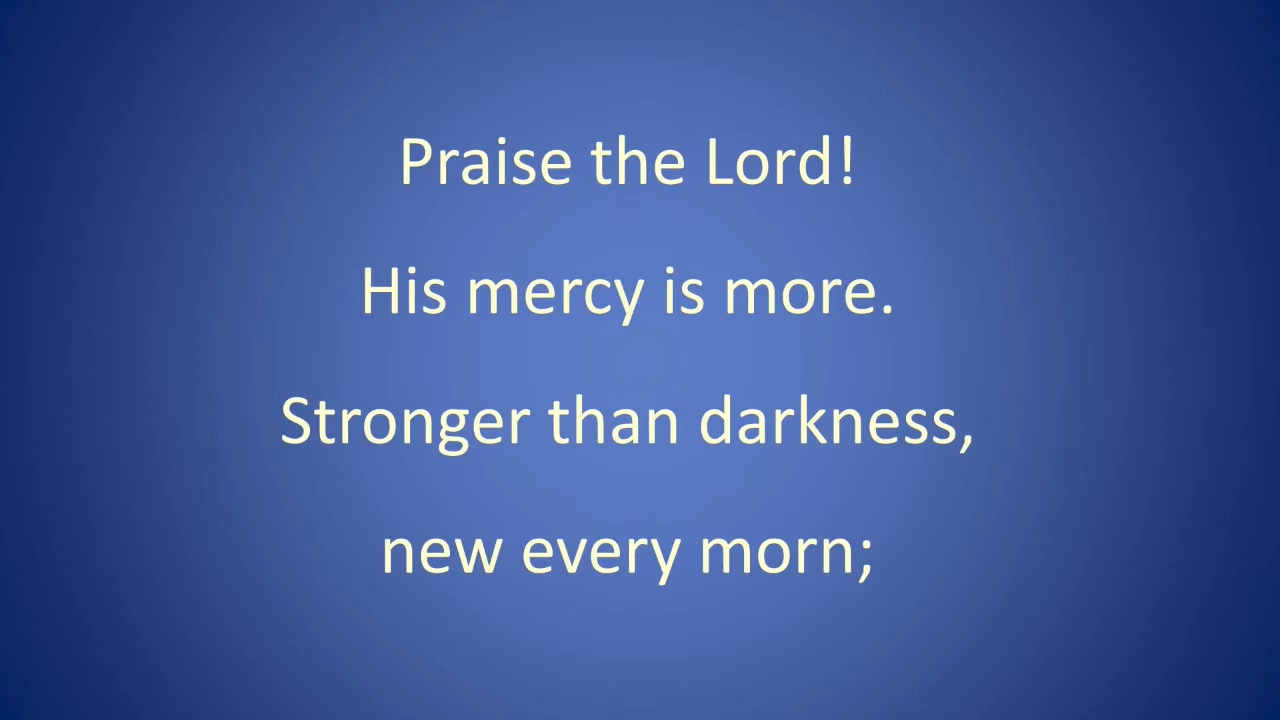 Praise the Lord!
His mercy is more.
Stronger than darkness,
new every morn;